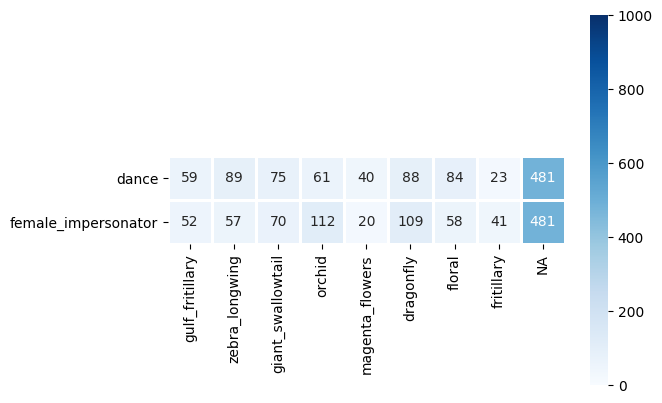 1000
800
600
400
200
0
dance 59 89 75 61 40 88 84 23 481
female_impersonator 52 57 70 112 20 109 58 41 481
gulf_fritillary
zebra_longwing
giant_swallowtail
orchid
magenta_flowers
dragonfly
floral
fritillary
NA